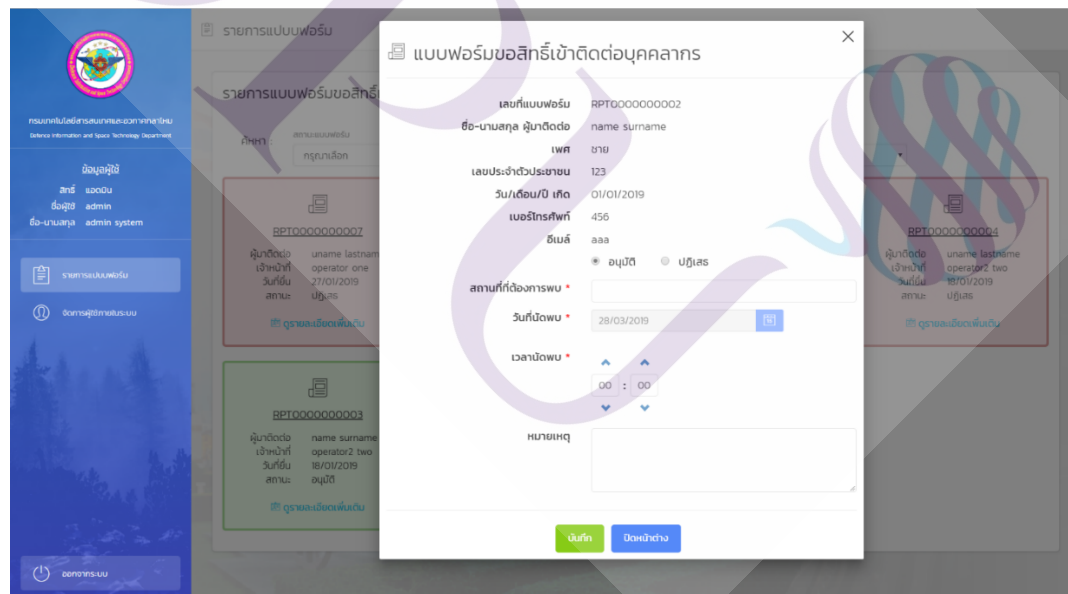 กรมเทคโนโลยีสารสนเทศและอวกาศกลาโหม
Defence Information and Space Technology Department
ข้อมูลผู้ใช้
สิทธิ์ แอดมิน
ชื่อผู้ใช้ admin
ชื่อ-นามสกุล admin system
รายการแบบฟอร์ม
จัดการผู้ใช้ภายในระบบ
ออกจากระบบ
รายการแบบฟอร์ม
รายการแบบฟอร์มขอสิทธิ์
ค้นหา :
สถานะแบบฟอร์ม
กรุณาเลือก
RPT0000000007
ผู้มาติดต่อ uname lastnam
เจ้าหน้าที่ operator one
วันที่ยื่น 27/01/2019
สถานะ ปฏิเสธ
ดูรายละเอียดเพิ่มเติม
RPT0000000003
ผู้มาติดต่อ name surname
เจ้าหน้าที่ operator2 two
วันที่ยื่น 18/01/2019
สถานะ อนุมัติ
ดูรายละเอียดเพิ่มเติม
แบบฟอร์มขอสิทธิ์เข้าติดต่อบุคคลากร
เลขที่แบบฟอร์ม RPT0000000002
ชื่อ-นามสกุล ผู้มาติดต่อ name surname
เพศ ชาย
เลขประจำตัวประชาชน 123
วัน/เดือน/ปี เกิด 01/01/2019
เบอร์โทรศัพท์ 456
อีเมล์ aaa
อนุมัติ ปฏิเสธ
สถานที่ที่ต้องการพบ *
วันที่นัดพบ * 28/03/2019
เวลานัดพบ *
00 : 00
หมายเหตุ
บันทึก ปิดหน้าต่าง
RPT0000000004
ผู้มาติดต่อ uname lastname
เจ้าหน้าที่ operator2 two
วันที่ยื่น 18/01/2019
สถานะ ปฏิเสธ
ดูรายละเอียดเพิ่มเติม